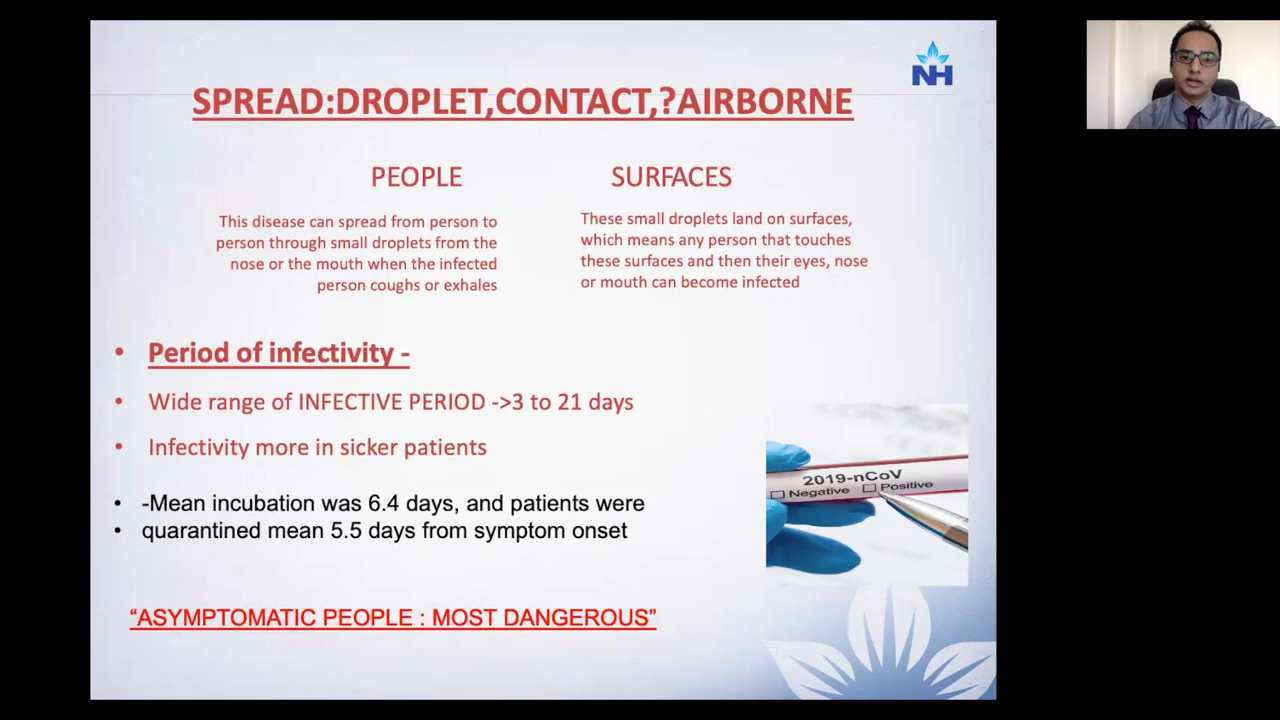 NH
SPREAD:DROPLET,CONTACT,?AIRBORNE
PEOPLE
This disease can spread from person to
person through small droplets from the
nose or the mouth when the infected
person coughs or exhales
SURFACES
These small droplets land on surfaces,
which means any person that touches
these surfaces and then their eyes, nose
or mouth can become infected
• Period of infectivity -
• Wide range of INFECTIVE PERIOD ->3 to 21 days
• Infectivity more in sicker patients
• -Mean incubation was 6.4 days, and patients were
• quarantined mean 5.5 days from symptom onset
2019-nCoV
Negative Positive
“ASYMPTOMATIC PEOPLE : MOST DANGEROUS”